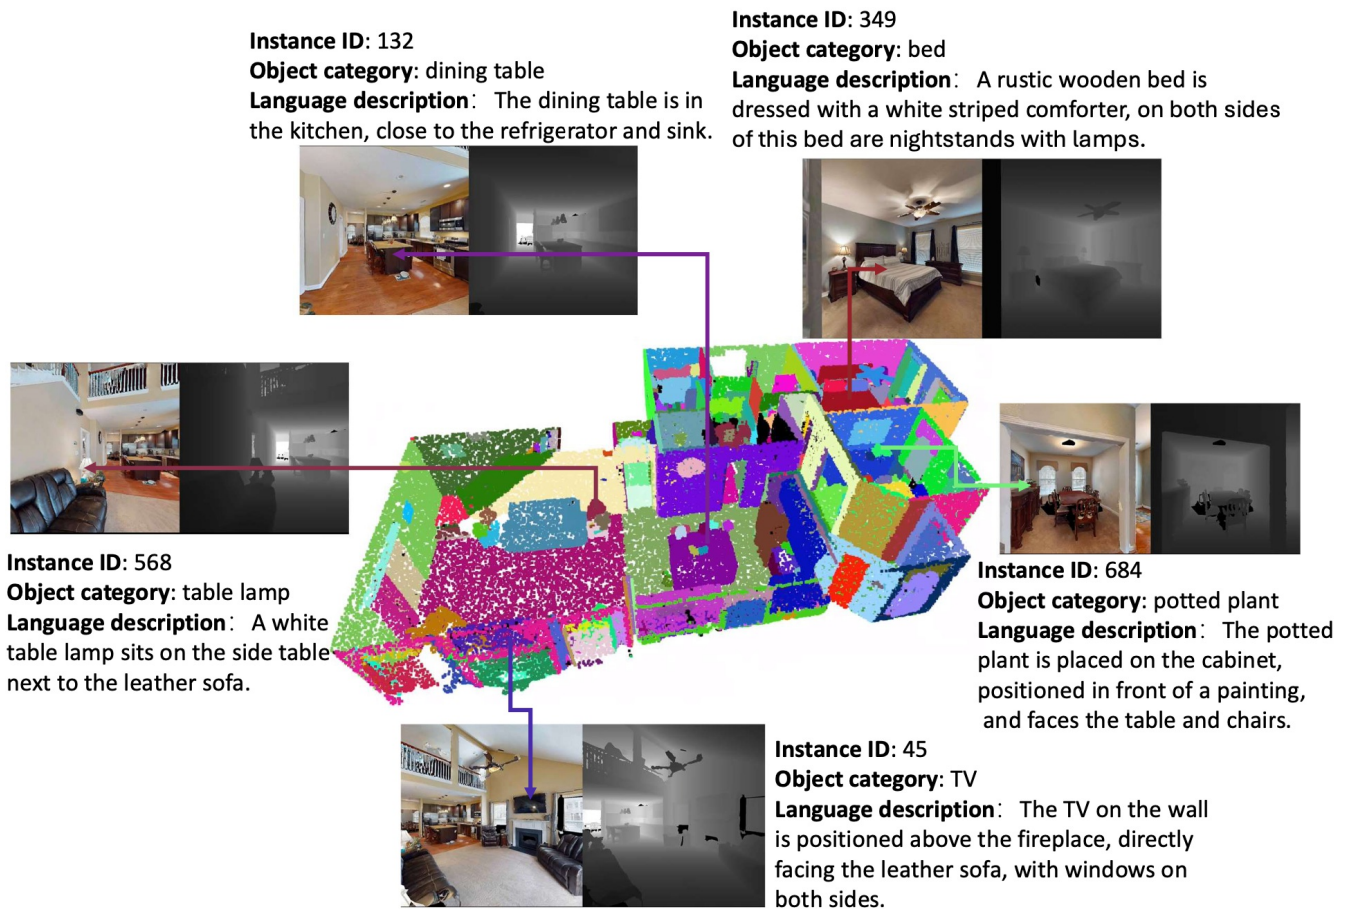 Instance ID: 132
Object category: dining table
Language description： The dining table is in
the kitchen, close to the refrigerator and sink.
Instance ID: 349
Object category: bed
Language description： A rustic wooden bed is
dressed with a white striped comforter, on both sides
of this bed are nightstands with lamps.
Instance ID: 568
Object category: table lamp
Language description： A white
table lamp sits on the side table
next to the leather sofa.
Instance ID: 684
Object category: potted plant
Language description： The potted
plant is placed on the cabinet,
positioned in front of a painting,
and faces the table and chairs.
Instance ID: 45
Object category: TV
Language description： The TV on the wall
is positioned above the fireplace, directly
facing the leather sofa, with windows on
both sides.